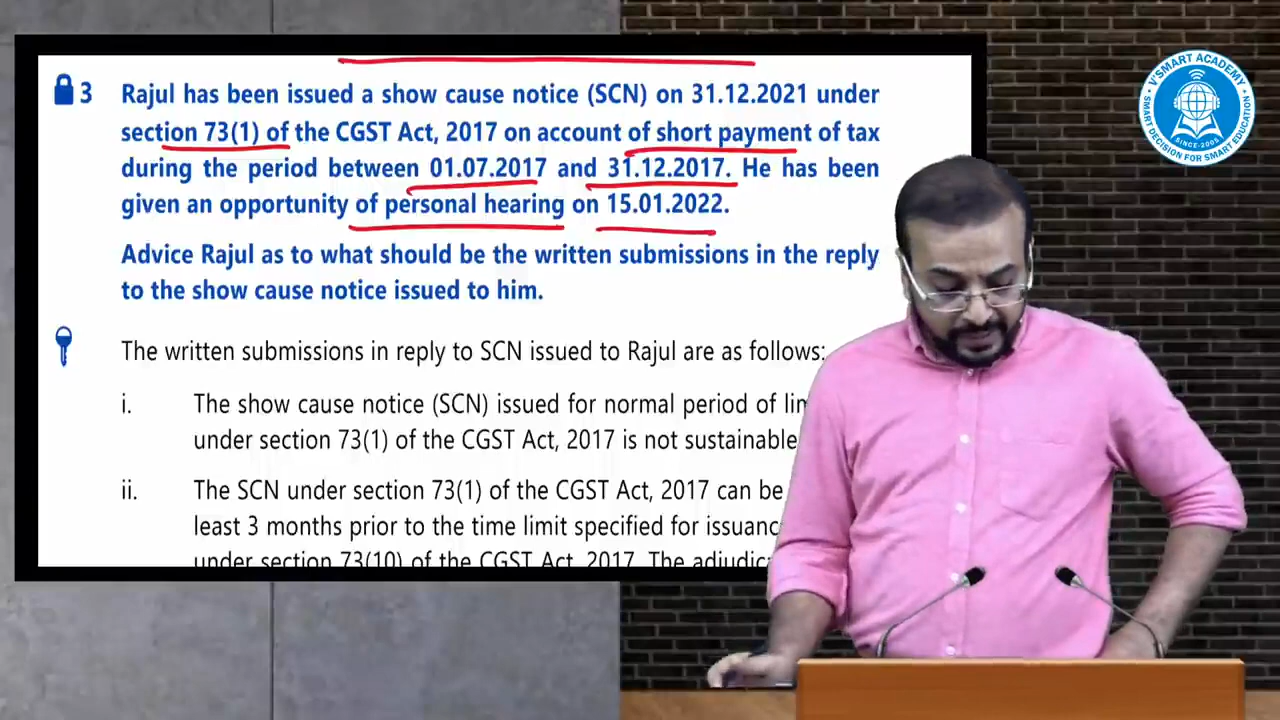 3 Rajul has been issued a show cause notice (SCN) on 31.12.2021 under
section 73(1) of the CGST Act, 2017 on account of short payment of tax
during the period between 01.07.2017 and 31.12.2017. He has been
given an opportunity of personal hearing on 15.01.2022.
Advice Rajul as to what should be the written submissions in the reply
to the show cause notice issued to him.
The written submissions in reply to SCN issued to Rajul are as follows:
i. The show cause notice (SCN) issued for normal period of
under section 73(1) of the CGST Act, 2017 is not sustainable
ii. The SCN under section 73(1) of the CGST Act, 2017 can be
least 3 months prior to the time limit specified for
under section 73(10) of the CGST Act, 2017. The
V'SMART ACADEMY
SINCE-2005
SMART DECISION FOR SMART EDUCATION